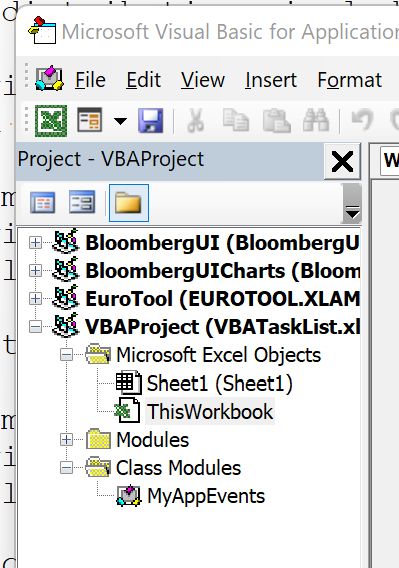 Microsoft Visual Basic for Application
File Edit View Insert Format
Project - VBAProject
W
BloombergUI (BloombergU
BloombergUICharts (Bloom
EuroTool (EUROTOOL.XLAM
VBAProject (VBATaskList.xl
Microsoft Excel Objects
Sheet1 (Sheet1)
ThisWorkbook
Modules
Class Modules
MyAppEvents